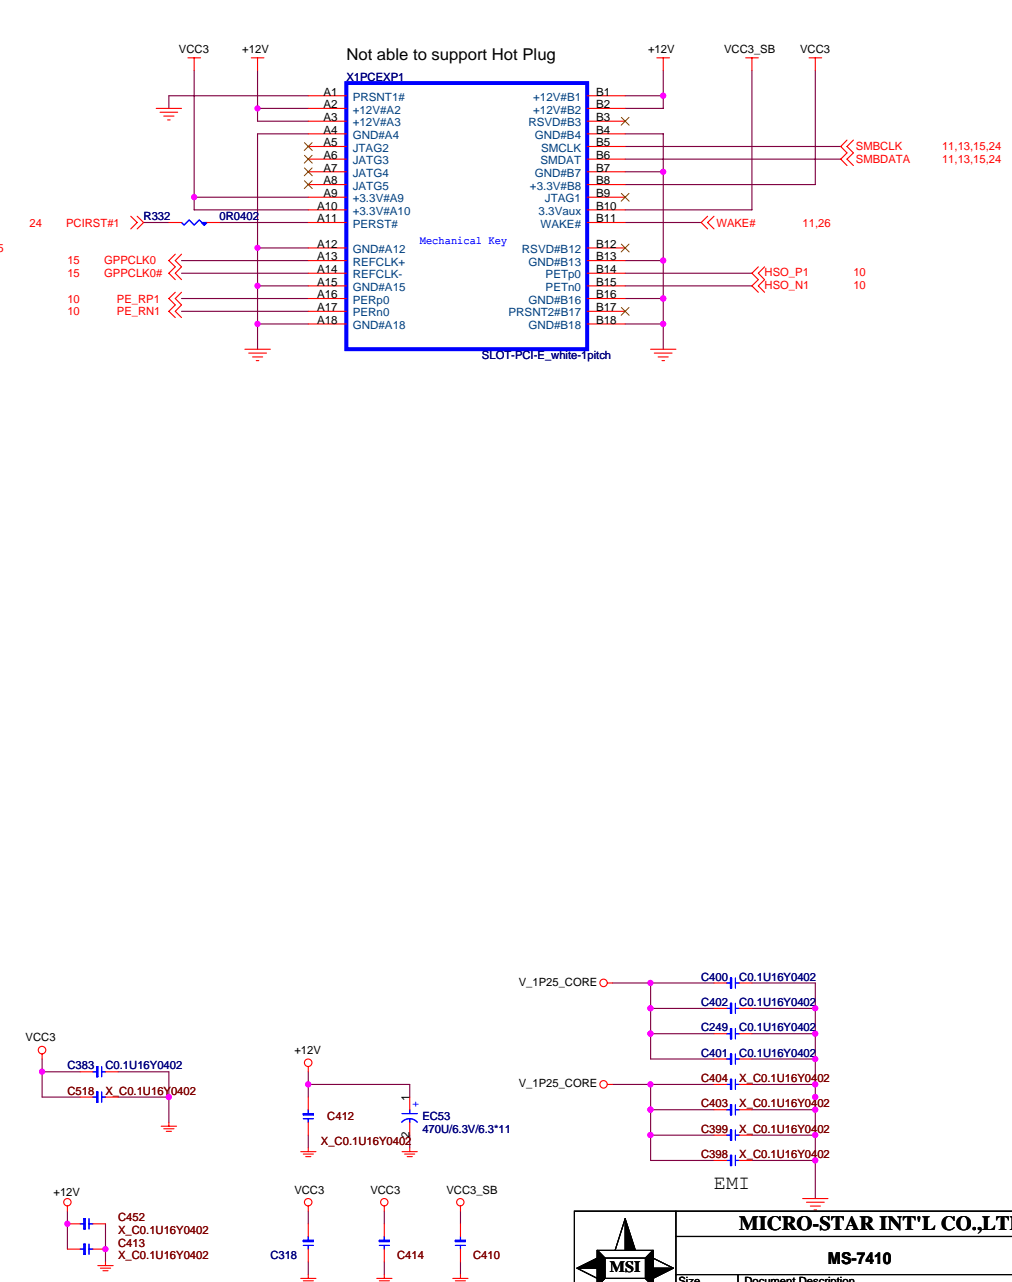 VCC3 +12V Not able to support Hot Plug +12V VCC3_SB VCC3
X1PCEXP1
A1 PRSNT1# +12V#B1 B1
A2 +12V#A2 +12V#B2 B2
A3 +12V#A3 RSVD#B3 B3
A4 GND#A4 GND#B4 B4
A5 JTAG2 SMCLK B5 SMBCLK 11,13,15,24
A6 JATG3 SMDAT B6 SMBDATA 11,13,15,24
A7 JATG4 GND#B7 B7
A8 JATG5 +3.3V#B8 B8
A9 +3.3V#A9 JTAG1 B9
A10 +3.3V#A10 3.3Vaux B10
24 PCIRST#1 R332 0R0402 A11 PERST# WAKE# B11 WAKE# 11,26
Mechanical Key
A12 GND#A12 RSVD#B12 B12
15 GPPCLK0 A13 REFCLK+ GND#B13 B13
15 GPPCLK0# A14 REFCLK- PETp0 B14 HSO_P1 10
A15 GND#A15 PETn0 B15 HSO_N1 10
10 PE_RP1 A16 PERp0 GND#B16 B16
10 PE_RN1 A17 PERn0 PRSNT2#B17 B17
A18 GND#A18 GND#B18 B18
SLOT-PCI-E_white-1pitch
V_1P25_CORE C400 C0.1U16Y0402
C402 C0.1U16Y0402
C249 C0.1U16Y0402
C401 C0.1U16Y0402
V_1P25_CORE C404 X_C0.1U16Y0402
C403 X_C0.1U16Y0402
C399 X_C0.1U16Y0402
C398 X_C0.1U16Y0402
EMI
VCC3
C383 C0.1U16Y0402
C518 X_C0.1U16Y0402
+12V
C412
X_C0.1U16Y0402
1
+
EC53
470U/6.3V/6.3*11
2
+12V
C452
X_C0.1U16Y0402
C413
X_C0.1U16Y0402
VCC3 VCC3 VCC3_SB
C318 C414 C410
MSI
MICRO-STAR INT'L CO.,LT
MS-7410
Size Document Description